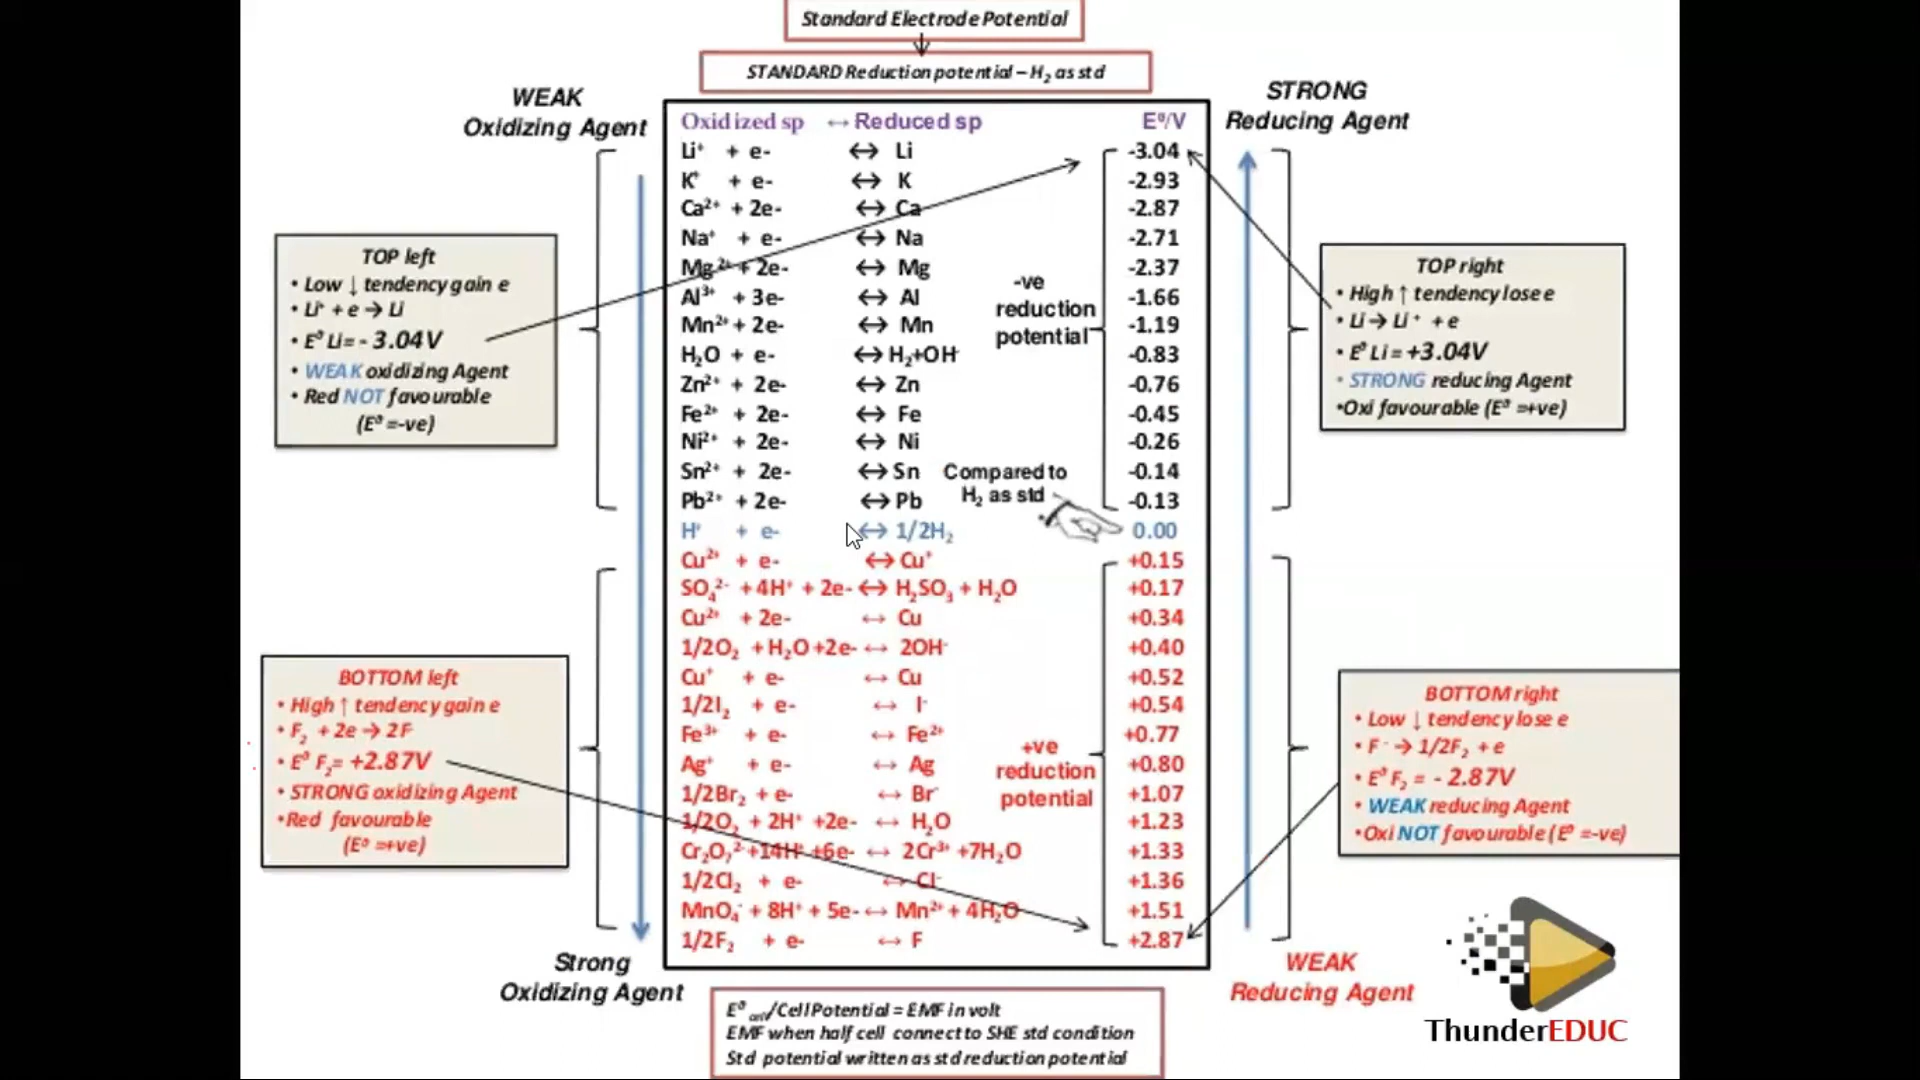 Standard Electrode Potential
STANDARD Reduction potential – H₂ as std
WEAK
Oxidizing Agent
STRONG
Reducing Agent
Oxidized sp ↔ Reduced sp E⁰/V
Li⁺ + e- ↔ Li -3.04
K⁺ + e- ↔ K -2.93
Ca²⁺ + 2e- ↔ Ca -2.87
Na⁺ + e- ↔ Na -2.71
Mg²⁺ + 2e- ↔ Mg -2.37
Al³⁺ + 3e- ↔ Al -1.66
Mn²⁺ + 2e- ↔ Mn -1.19
H₂O + e- ↔ H₂+OH⁻ -0.83
Zn²⁺ + 2e- ↔ Zn -0.76
Fe²⁺ + 2e- ↔ Fe -0.45
Ni²⁺ + 2e- ↔ Ni -0.26
Sn²⁺ + 2e- ↔ Sn -0.14
Pb²⁺ + 2e- ↔ Pb -0.13
H⁺ + e- ↔ 1/2H₂ 0.00
Cu²⁺ + e- ↔ Cu⁺ +0.15
SO₄²⁻ + 4H⁺ + 2e- ↔ H₂SO₃ + H₂O +0.17
Cu²⁺ + 2e- ↔ Cu +0.34
1/2O₂ + H₂O +2e- ↔ 2OH⁻ +0.40
Cu⁺ + e- ↔ Cu +0.52
1/2I₂ + e- ↔ I⁻ +0.54
Fe³⁺ + e- ↔ Fe²⁺ +0.77
Ag⁺ + e- ↔ Ag +0.80
1/2Br₂ + e- ↔ Br⁻ +1.07
1/2O₂ + 2H⁺ +2e- ↔ H₂O +1.23
Cr₂O₇²⁻ +14H⁺ +6e- ↔ 2Cr³⁺ +7H₂O +1.33
1/2Cl₂ + e- ↔ Cl⁻ +1.36
MnO₄⁻ + 8H⁺ + 5e- ↔ Mn²⁺ + 4H₂O +1.51
1/2F₂ + e- ↔ F +2.87
-ve
reduction
potential
Compared to
H₂ as std
+ve
reduction
potential
TOP left
• Low ↓ tendency gain e
• Li⁺ + e → Li
• E⁰ Li = - 3.04V
• WEAK oxidizing Agent
• Red NOT favourable
(E⁰ =-ve)
TOP right
• High ↑ tendency lose e
• Li → Li⁺ + e
• E⁰ Li = +3.04V
• STRONG reducing Agent
•Oxi favourable (E⁰ =+ve)
BOTTOM left
• High ↑ tendency gain e
• F₂ + 2e → 2F⁻
• E⁰ F₂= +2.87V
• STRONG oxidizing Agent
•Red favourable
(E⁰ =+ve)
BOTTOM right
• Low ↓ tendency lose e
• F⁻ → 1/2F₂ + e
• E⁰ F₂ = - 2.87V
• WEAK reducing Agent
•Oxi NOT favourable (E⁰ =-ve)
Strong
Oxidizing Agent
WEAK
Reducing Agent
E⁰ cell/Cell Potential = EMF in volt
EMF when half cell connect to SHE std condition
Std potential written as std reduction potential
ThunderEDUC